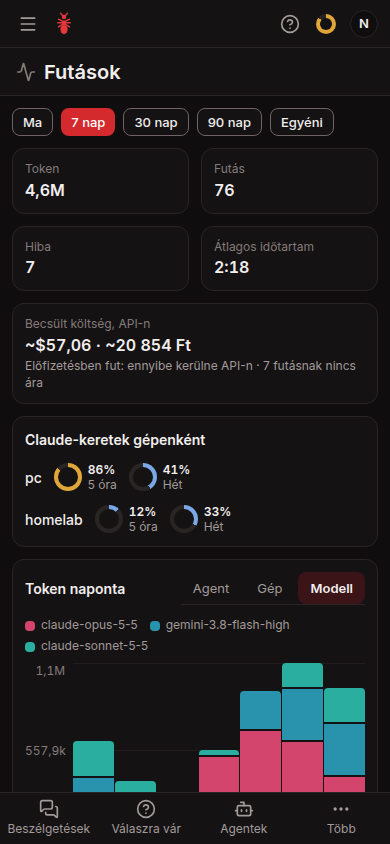 N
Futások
Ma
7 nap
30 nap
90 nap
Egyéni
Token
4,6M
Futás
76
Hiba
7
Átlagos időtartam
2:18
Becsült költség, API-n
~$57,06 · ~20 854 Ft
Előfizetésben fut: ennyibe kerülne API-n · 7 futásnak nincs
ára
Claude-keretek gépenként
pc
86%
5 óra
41%
Hét
homelab
12%
5 óra
33%
Hét
Token naponta
Agent
Gép
Modell
claude-opus-5-5
gemini-3.8-flash-high
claude-sonnet-5-5
1,1M
557,9k
Beszélgetések
Válaszra vár
Agentek
Több